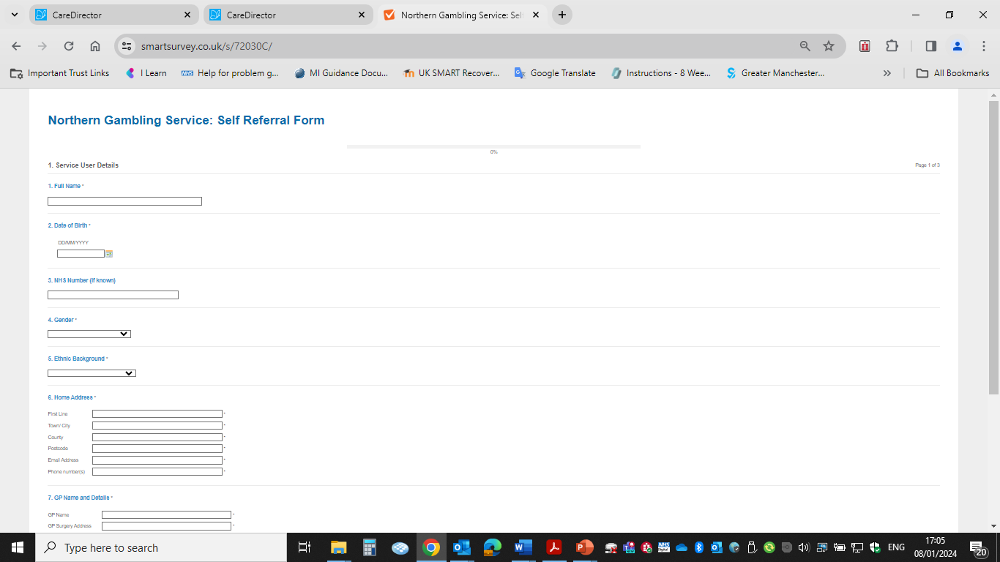 CareDirector
CareDirector
Northern Gambling Service: Sel
smartsurvey.co.uk/s/72030C/
Important Trust Links
I Learn
NHS
Help for problem g...
MI Guidance Docu...
UK SMART Recover...
Google Translate
Instructions - 8 Wee...
Greater Manchester...
All Bookmarks
Northern Gambling Service: Self Referral Form
0%
1. Service User Details
Page 1 of 3
1. Full Name *
2. Date of Birth *
DD/MM/YYYY
3. NHS Number (if known)
4. Gender *
5. Ethnic Background *
6. Home Address *
First Line *
Town/ City *
County *
Postcode *
Email Address *
Phone number(s) *
7. GP Name and Details *
GP Name *
GP Surgery Address *
Type here to search
NHS Digital
ENG
17:05
08/01/2024
20